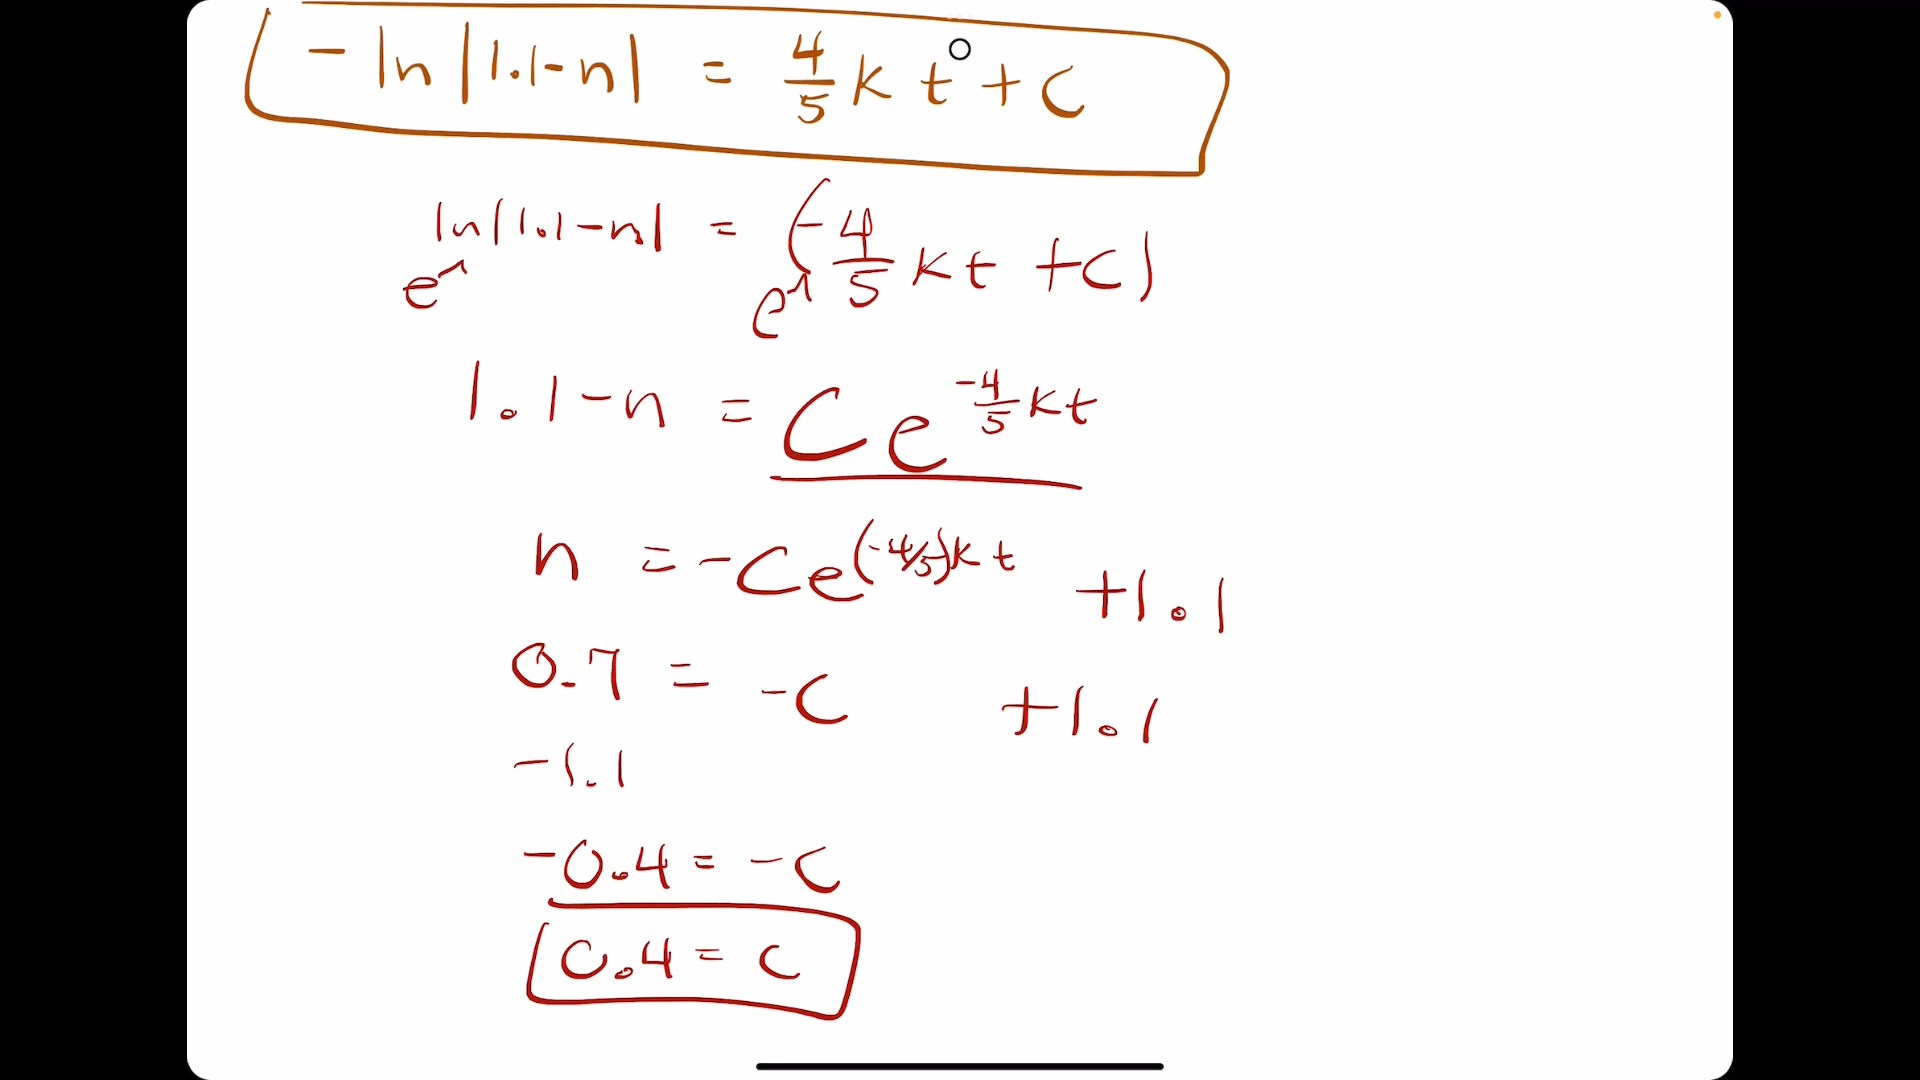 -ln|1.1-n| = 4/5 k t + C
e^ln|1.1-n| = e^(-4/5 kt + C)
1.1-n = Ce^-4/5 kt
n = -Ce^(-4/5)kt +1.1
0.7 = -C +1.1
-1.1
-0.4 = -C
0.4 = C